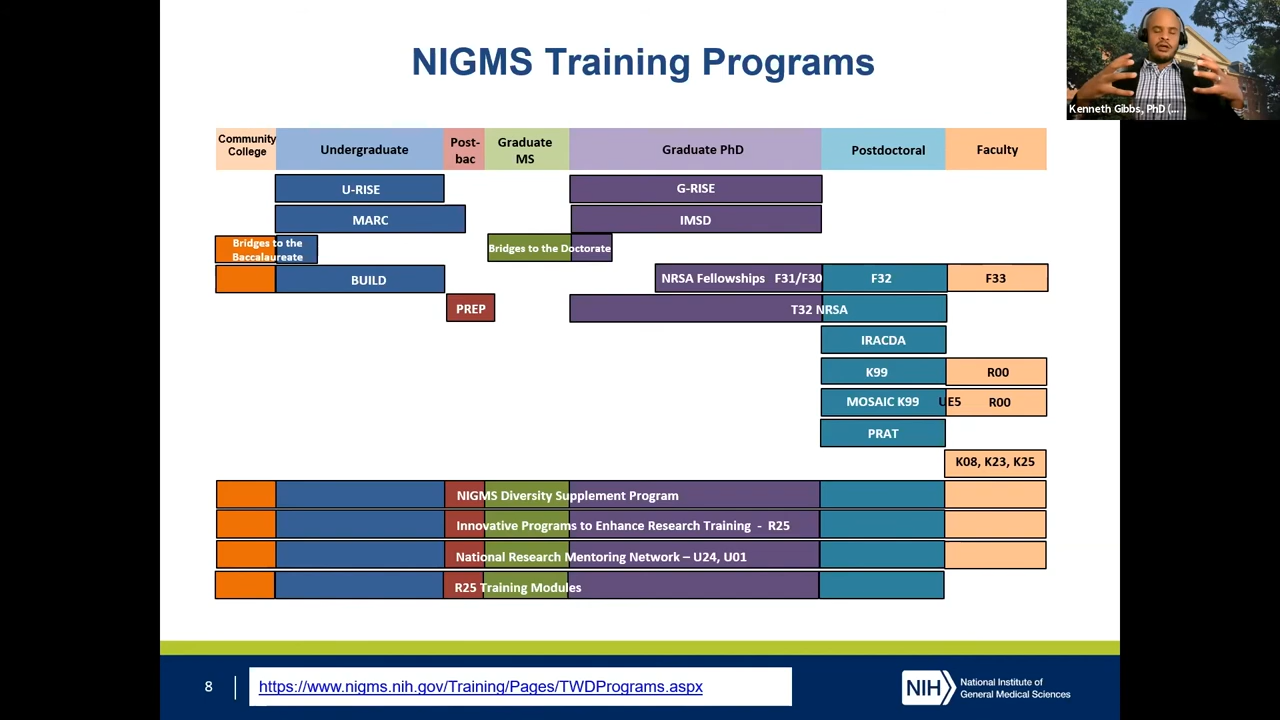 NIGMS Training Programs
Kenneth Gibbs, PhD (...
Community
College
Undergraduate
Post-
bac
Graduate
MS
Graduate PhD
Postdoctoral
Faculty
U-RISE
G-RISE
MARC
IMSD
Bridges to the
Baccalaureate
Bridges to the Doctorate
BUILD
NRSA Fellowships F31/F30
F32
F33
PREP
T32 NRSA
IRACDA
K99
R00
MOSAIC K99
UE5
R00
PRAT
K08, K23, K25
NIGMS Diversity Supplement Program
Innovative Programs to Enhance Research Training - R25
National Research Mentoring Network – U24, U01
R25 Training Modules
8
https://www.nigms.nih.gov/Training/Pages/TWDPrograms.aspx
NIH
National Institute of
General Medical Sciences